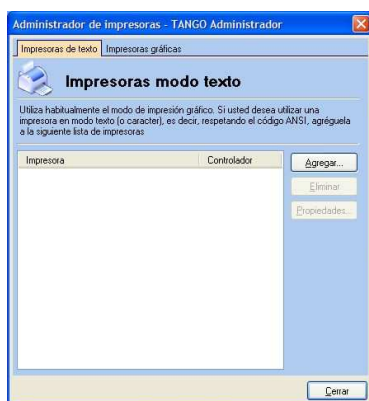 Administrador de impresoras - TANGO Administrador
Impresoras de texto Impresoras gráficas
Impresoras modo texto
Utiliza habitualmente el modo de impresión gráfico. Si usted desea utilizar una
impresora en modo texto (o caracter), es decir, respetando el código ANSI, agréguela
a la siguiente lista de impresoras
Impresora Controlador
Agregar...
Eliminar
Propiedades...
Cerrar